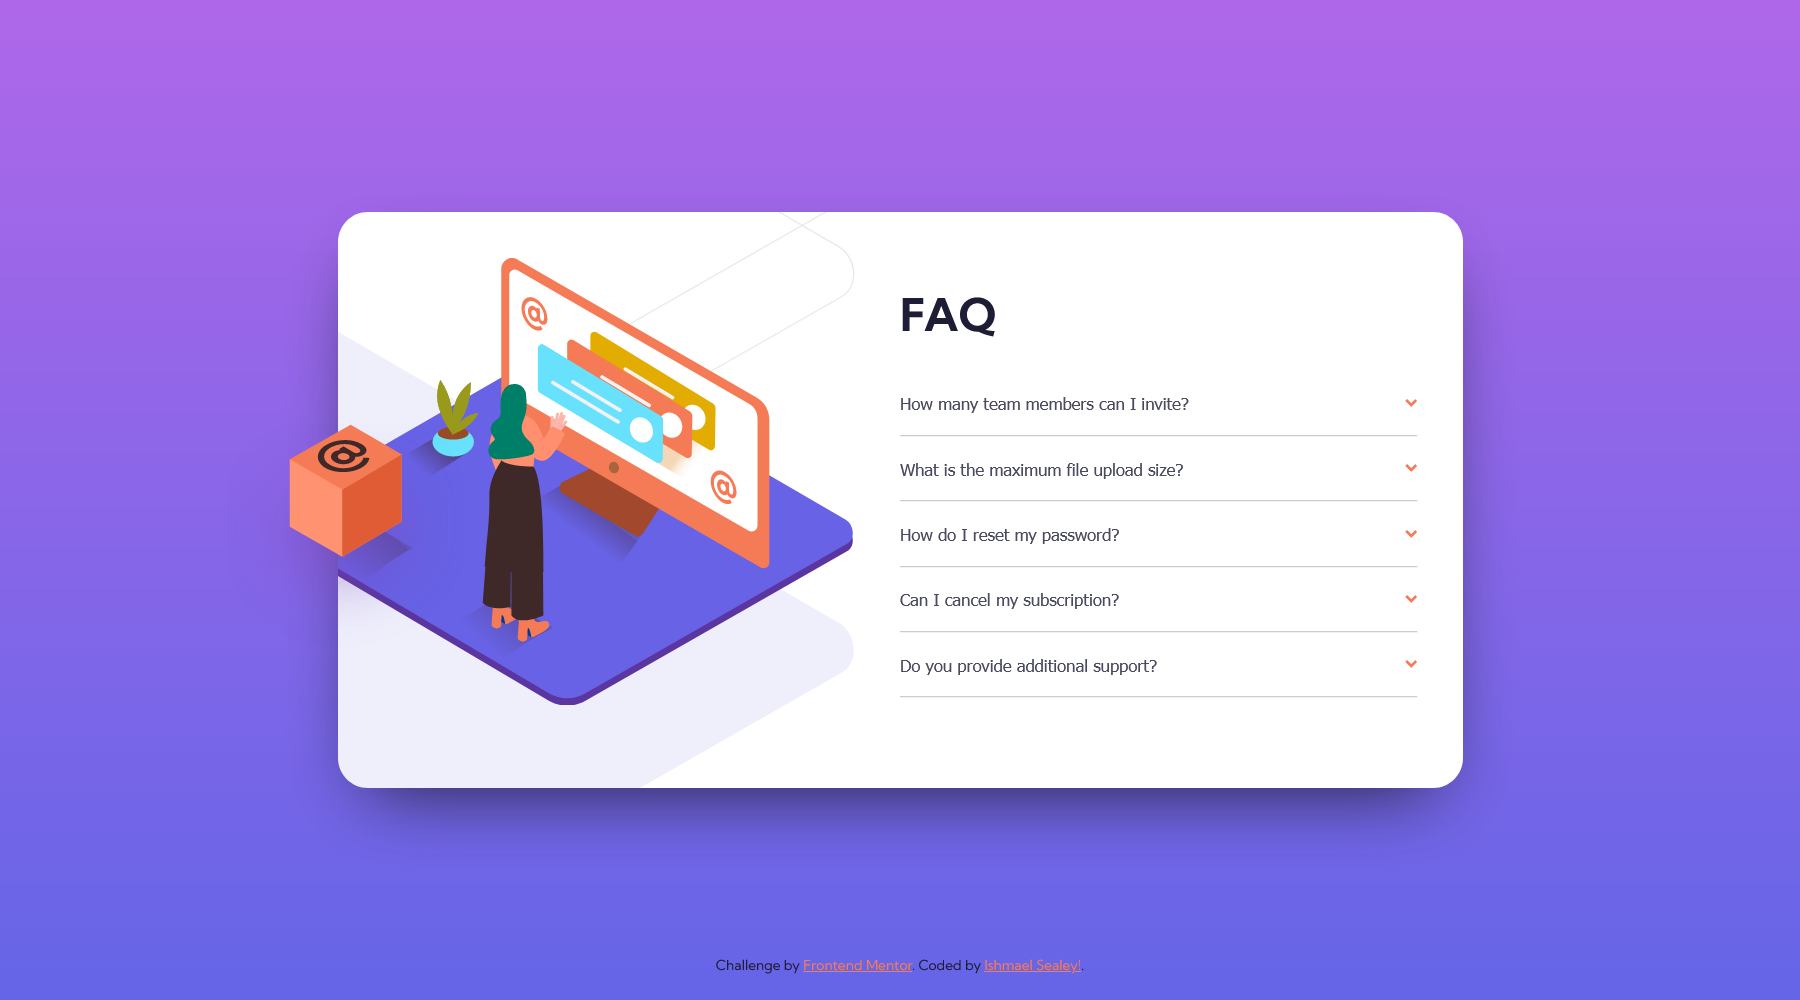 @
FAQ
How many team members can I invite?
@
What is the maximum file upload size?
@
How do I reset my password?
Can I cancel my subscription?
Do you provide additional support?
Challenge by Frontend Mentor. Coded by Ishmael Sealey!.